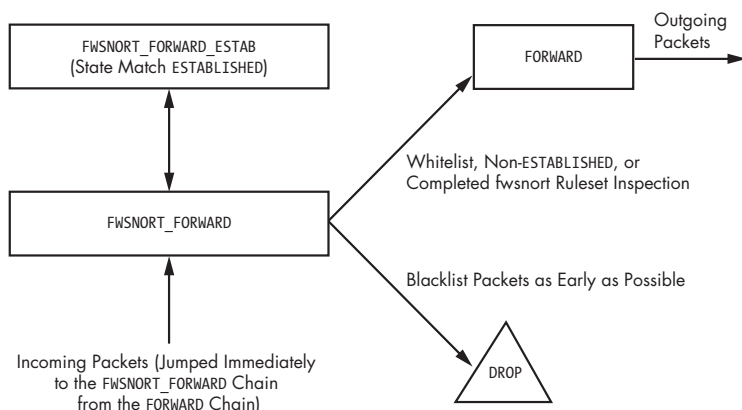 FWSNORT_FORWARD_ESTAB
(State Match ESTABLISHED)
FORWARD
Outgoing
Packets
Whitelist, Non-ESTABLISHED, or
Completed fwsnort Ruleset Inspection
FWSNORT_FORWARD
Blacklist Packets as Early as Possible
DROP
Incoming Packets (Jumped Immediately
to the FWSNORT_FORWARD Chain
from the FORWARD Chain)